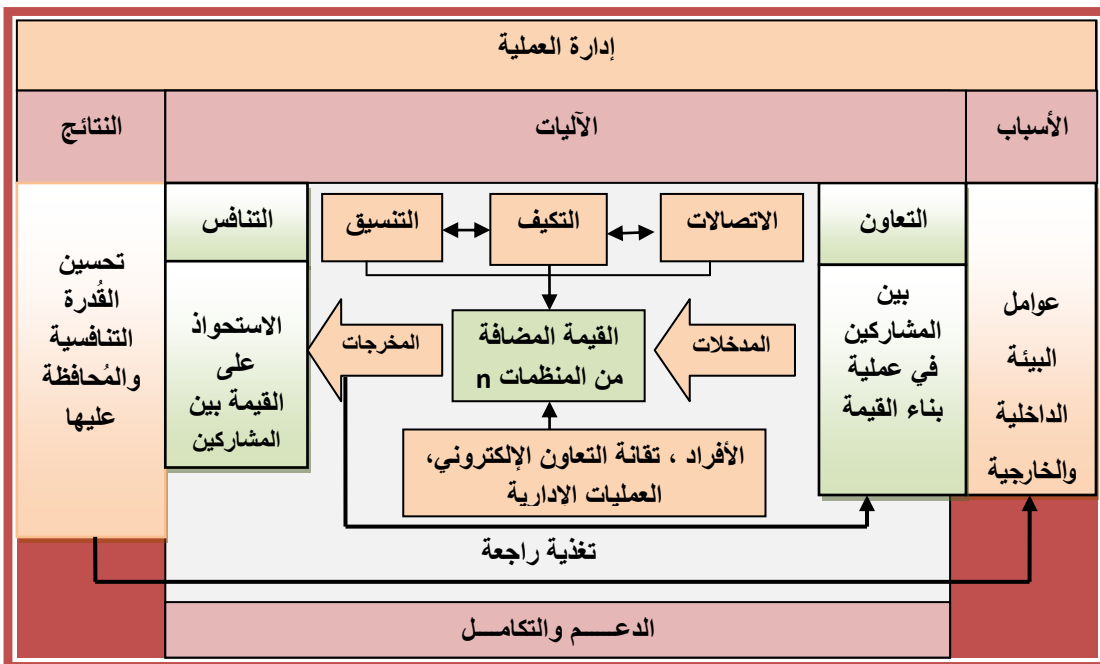 إدارة العملية
الأسباب
الآليات
النتائج
التعاون
الاتصالات
التكيف
التنسيق
التنافس
عوامل
البيئة
الداخلية
والخارجية
بين
المشاركين
في عملية
بناء القيمة
المدخلات
القيمة المضافة
من المنظمات n
المخرجات
الاستحواذ
على
القيمة بين
المشاركين
تحسين
القُدرة
التنافسية
والمُحافظة
عليها
الأفراد ، تقانة التعاون الإلكتروني،
العمليات الادارية
تغذية راجعة
الدعـــــم والتكامـــل